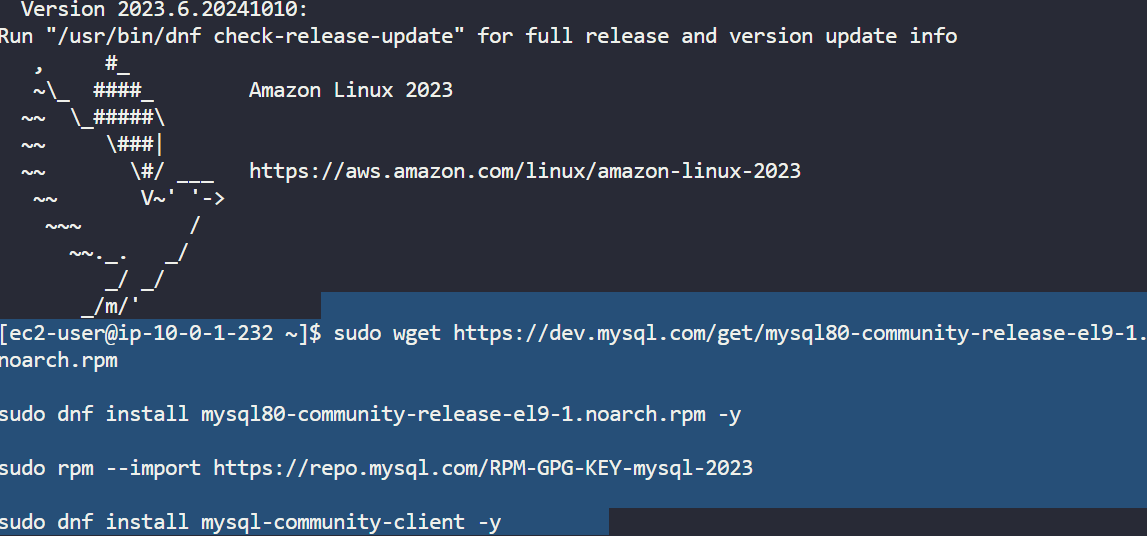 Version 2023.6.20241010:
Run "/usr/bin/dnf check-release-update" for full release and version update info
   ,     #_
   ~\_  ####_        Amazon Linux 2023
  ~~  \_#####\
  ~~     \###|
  ~~       \#/ ___   https://aws.amazon.com/linux/amazon-linux-2023
   ~~       V~' '->
    ~~~         /
      ~~._.   _/
         _/ _/
       _/m/'
[ec2-user@ip-10-0-1-232 ~]$ sudo wget https://dev.mysql.com/get/mysql80-community-release-el9-1.
noarch.rpm

sudo dnf install mysql80-community-release-el9-1.noarch.rpm -y

sudo rpm --import https://repo.mysql.com/RPM-GPG-KEY-mysql-2023

sudo dnf install mysql-community-client -y